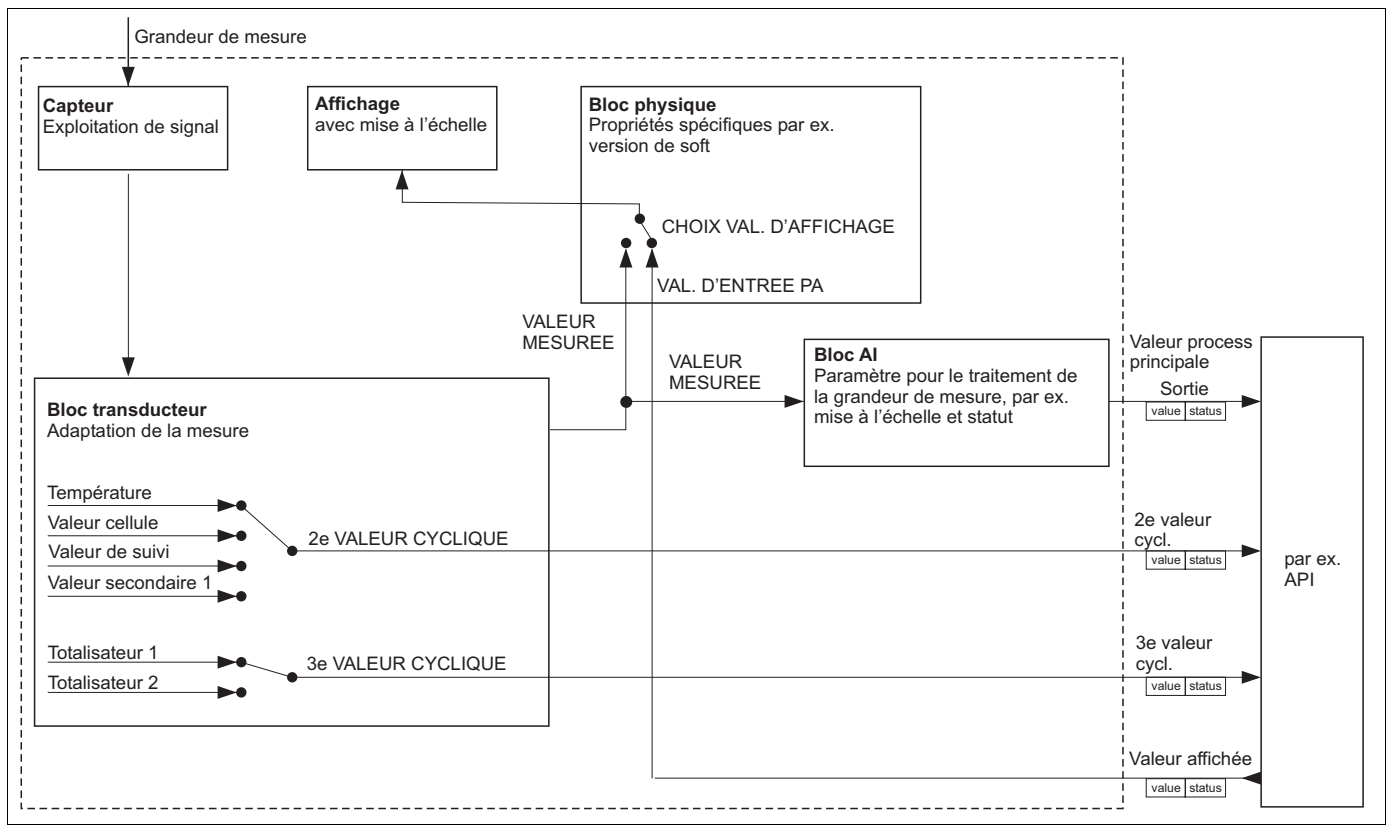 Grandeur de mesure
Capteur
Exploitation de signal
Affichage
avec mise à l'échelle
Bloc physique
Propriétés spécifiques par ex.
version de soft
CHOIX VAL. D'AFFICHAGE
VAL. D'ENTREE PA
VALEUR
MESUREE
VALEUR
MESUREE
Bloc AI
Paramètre pour le traitement de
la grandeur de mesure, par ex.
mise à l'échelle et statut
Valeur process
principale
Sortie
value status
Bloc transducteur
Adaptation de la mesure
Température
Valeur cellule
Valeur de suivi
Valeur secondaire 1
2e VALEUR CYCLIQUE
2e valeur
cycl.
value status
par ex.
API
Totalisateur 1
Totalisateur 2
3e VALEUR CYCLIQUE
3e valeur
cycl.
value status
Valeur affichée
value status